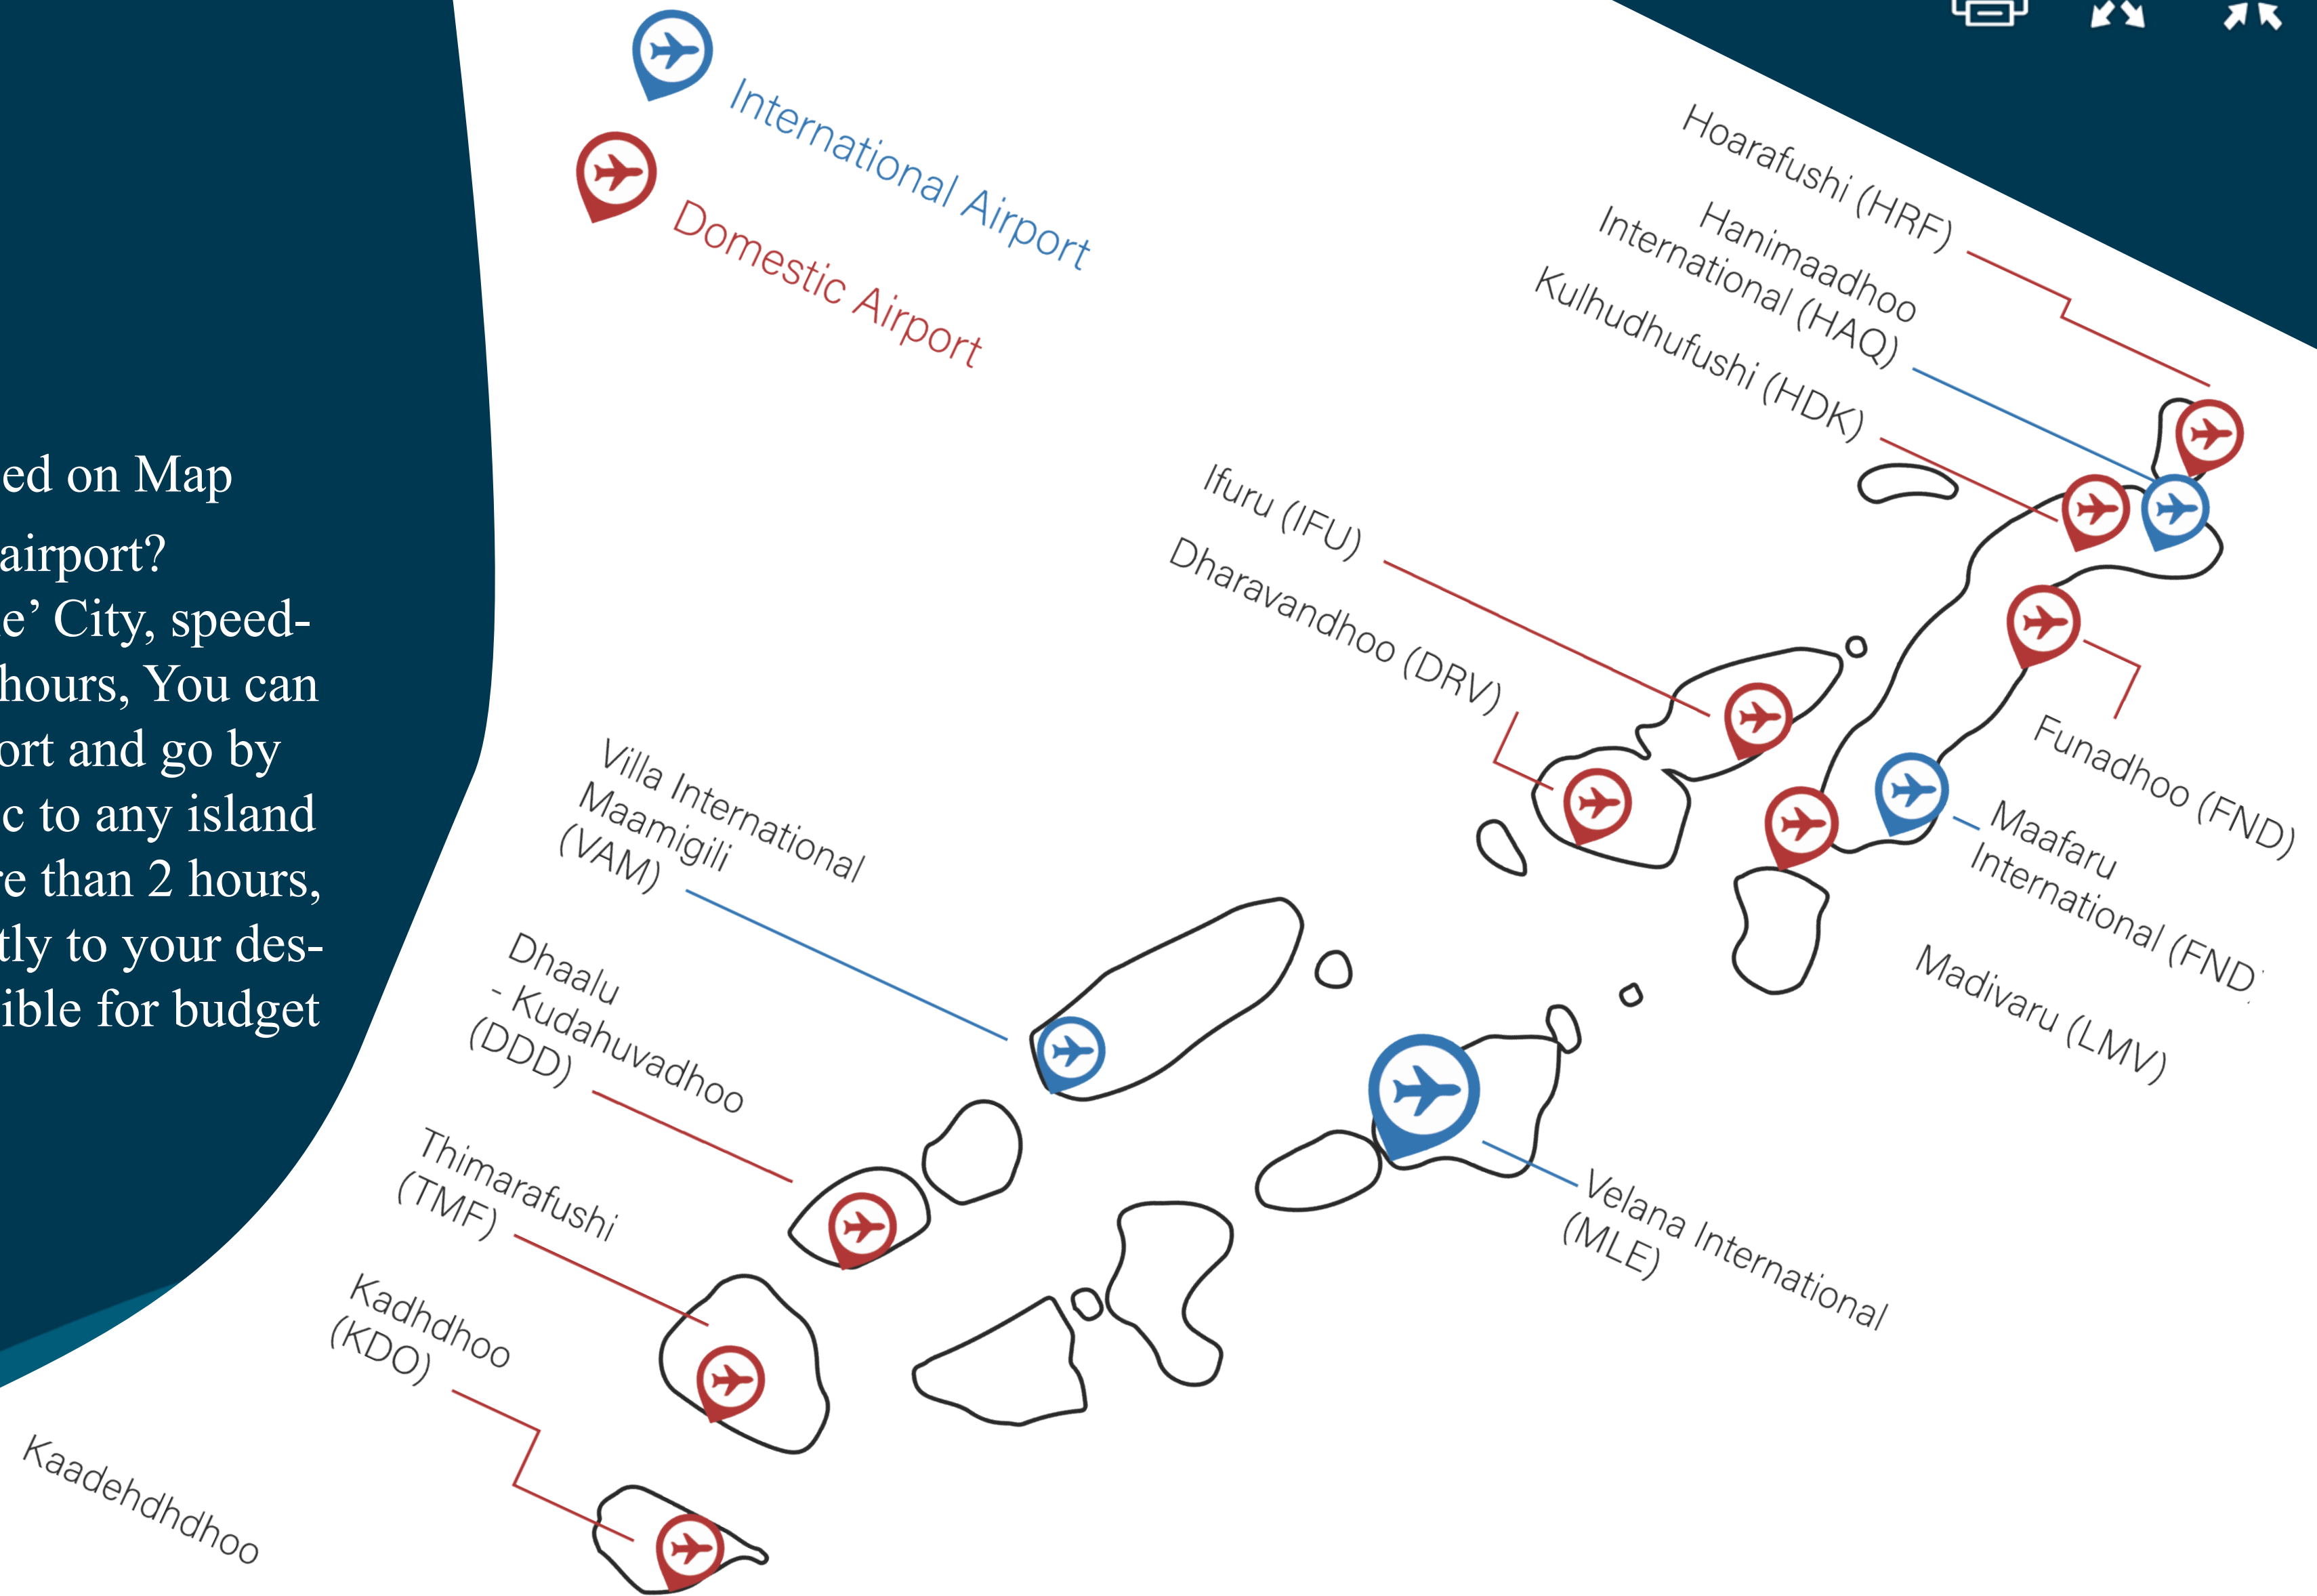 International Airport
Domestic Airport
Hoarafushi (HRF)
Hanimaadhoo
International (HAQ)
Kulhudhufushi (HDK)
Ifuru (IFU)
Dharavandhoo (DRV)
Funadhoo (FND)
Maafaru
International (FND)
Madivaru (LMV)
Villa International
Maamigili
(VAM)
Dhaalu
- Kudahuvadhoo
(DDD)
Thimarafushi
(TMF)
Kadhdhoo
(KDO)
Kaadehdhdhoo
Velana International
(MLE)
ed on Map
airport?
e’ City, speed-
hours, You can
ort and go by
c to any island
re than 2 hours,
tly to your des-
ible for budget